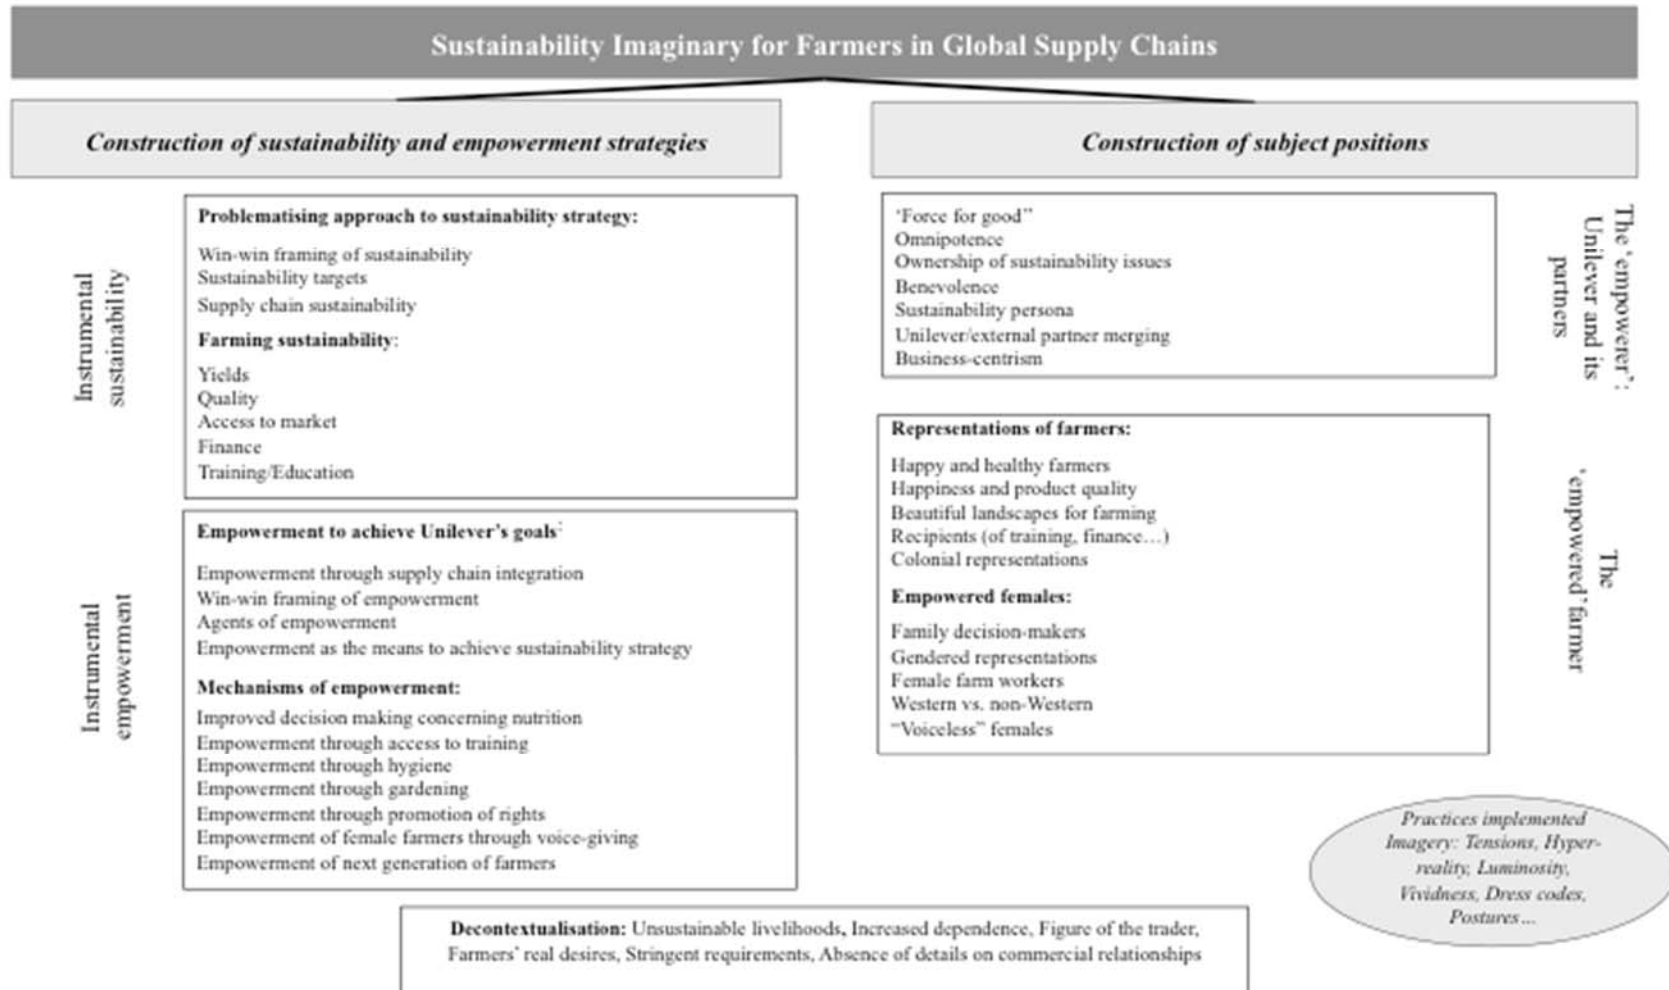 Sustainability Imaginary for Farmers in Global Supply Chains
Construction of sustainability and empowerment strategies
Instrumental
sustainability
Problematising approach to sustainability strategy:
Win-win framing of sustainability
Sustainability targets
Supply chain sustainability
Farming sustainability:
Yields
Quality
Access to market
Finance
Training/Education
Instrumental
empowerment
Empowerment to achieve Unilever's goals:
Empowerment through supply chain integration
Win-win framing of empowerment
Agents of empowerment
Empowerment as the means to achieve sustainability strategy
Mechanisms of empowerment:
Improved decision making concerning nutrition
Empowerment through access to training
Empowerment through hygiene
Empowerment through gardening
Empowerment through promotion of rights
Empowerment of female farmers through voice-giving
Empowerment of next generation of farmers
Construction of subject positions
'Force for good"
Omnipotence
Ownership of sustainability issues
Benevolence
Sustainability persona
Unilever/external partner merging
Business-centrism
The 'empowerer':
Unilever and its
partners
Representations of farmers:
Happy and healthy farmers
Happiness and product quality
Beautiful landscapes for farming
Recipients (of training, finance…)
Colonial representations
Empowered females:
Family decision-makers
Gendered representations
Female farm workers
Western vs. non-Western
"Voiceless" females
The
'empowered' farmer
Practices implemented
Imagery: Tensions, Hyper-
reality, Luminosity,
Vividness, Dress codes,
Postures…
Decontextualisation: Unsustainable livelihoods, Increased dependence, Figure of the trader,
Farmers' real desires, Stringent requirements, Absence of details on commercial relationships